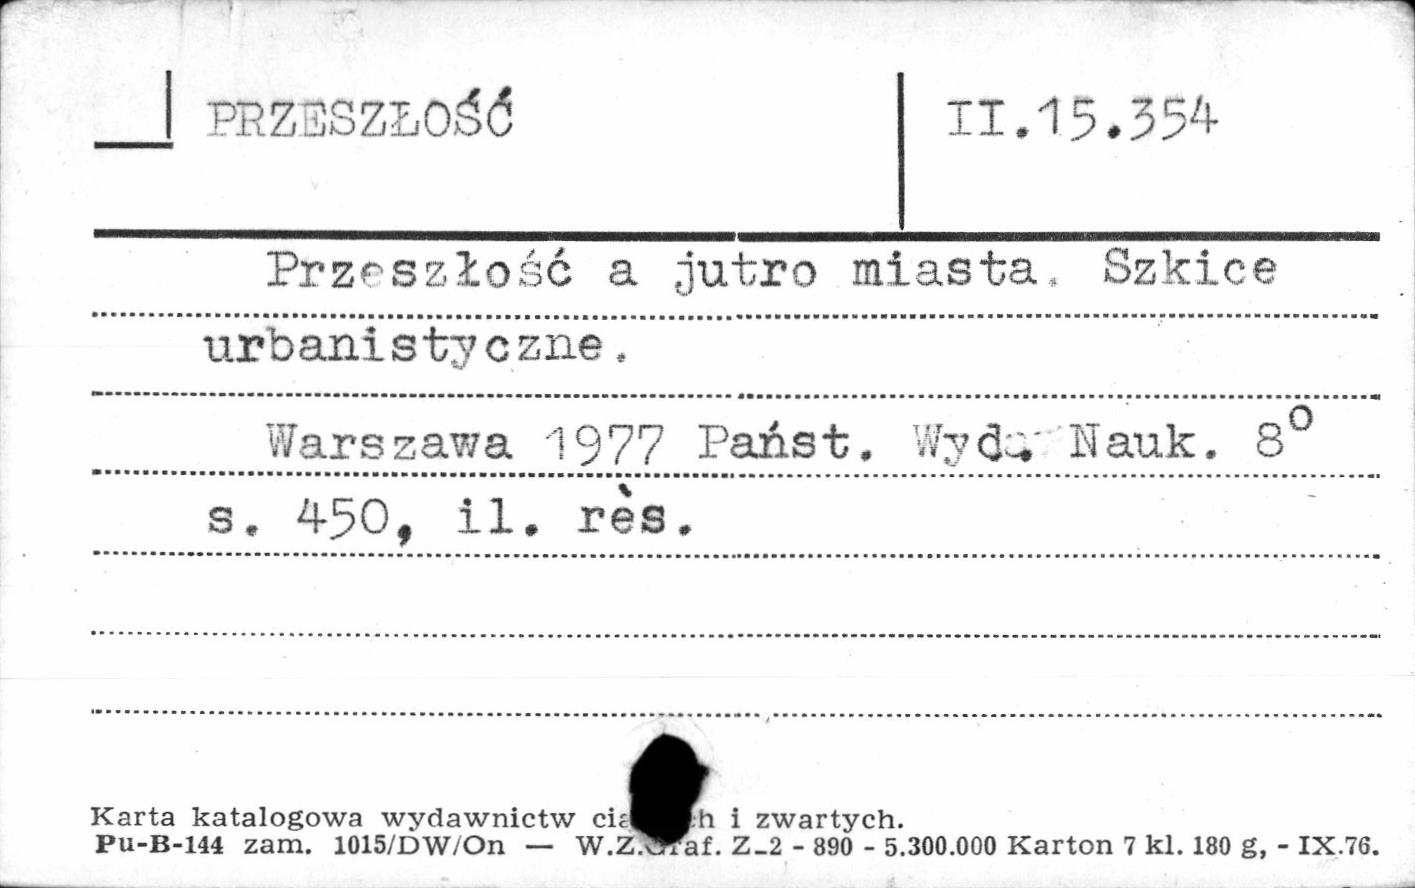 PRZESZŁOŚĆ
II.15.354
Przeszłość a jutro miasta. Szkice
urbanistyczne.
Warszawa 1977 Państ. Wyd. Nauk. 8°
s. 450, il. rès.
Karta katalogowa wydawnictw i zwartych.
Pu-B-144 zam. 1015/DW/On — W.Z.Graf. Z-2 - 890 - 5.300.000 Karton 7 kl. 180 g, - IX.76.